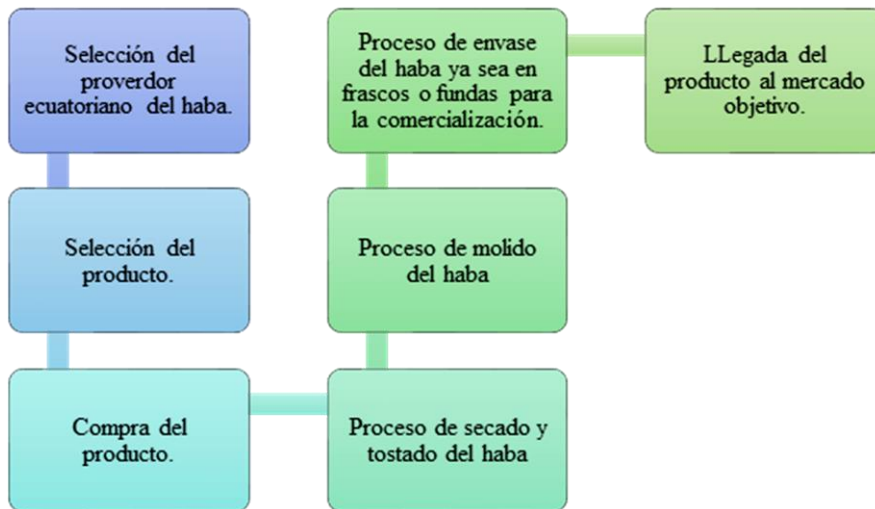 Selección del
proverdor
ecuatoriano del haba.
Selección del
producto.
Compra del
producto.
Proceso de secado y
tostado del haba
Proceso de molido
del haba
Proceso de envase
del haba ya sea en
frascos o fundas para
la comercialización.
LLegada del
producto al mercado
objetivo.